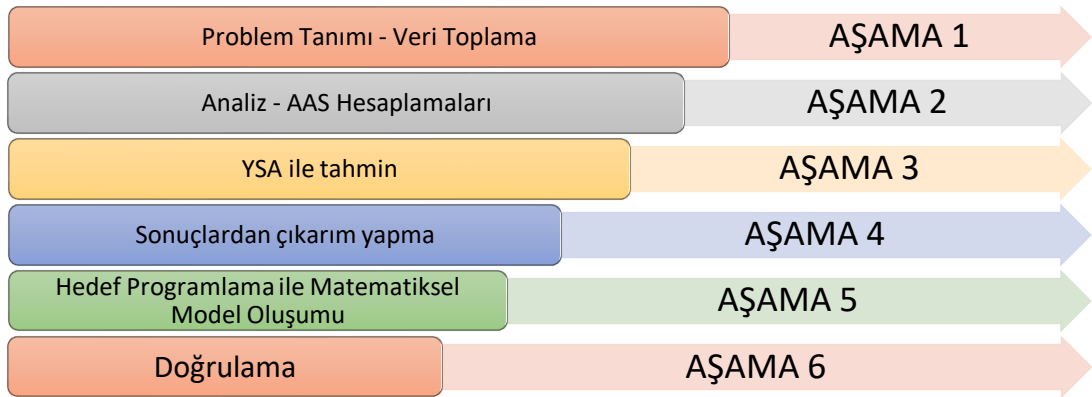 Problem Tanımı - Veri Toplama
AŞAMA 1
Analiz - AAS Hesaplamaları
AŞAMA 2
YSA ile tahmin
AŞAMA 3
Sonuçlardan çıkarım yapma
AŞAMA 4
Hedef Programlama ile Matematiksel
Model Oluşumu
AŞAMA 5
Doğrulama
AŞAMA 6